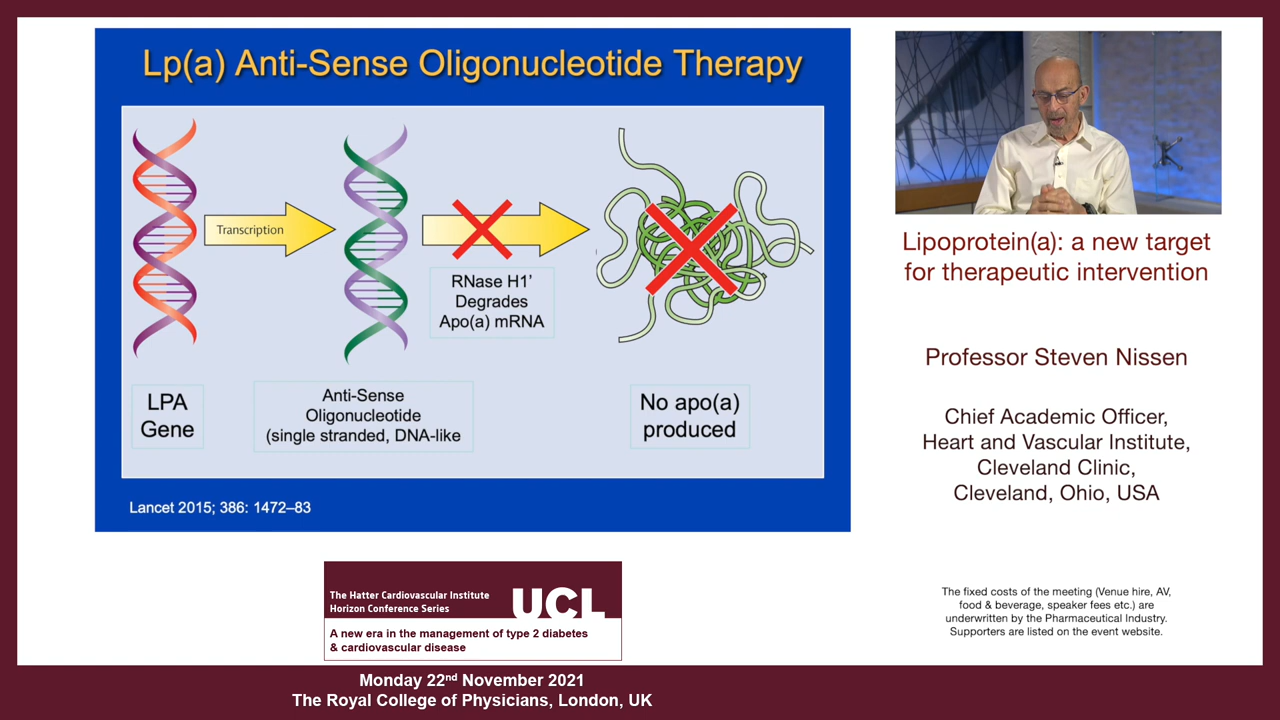 Lp(a) Anti-Sense Oligonucleotide Therapy
Transcription
RNase H1’
Degrades
Apo(a) mRNA
LPA
Gene
Anti-Sense
Oligonucleotide
(single stranded, DNA-like
No apo(a)
produced
Lancet 2015; 386: 1472–83
Lipoprotein(a): a new target
for therapeutic intervention
Professor Steven Nissen
Chief Academic Officer,
Heart and Vascular Institute,
Cleveland Clinic,
Cleveland, Ohio, USA
The fixed costs of the meeting (Venue hire, AV,
food & beverage, speaker fees etc.) are
underwritten by the Pharmaceutical Industry.
Supporters are listed on the event website.
The Hatter Cardiovascular Institute
Horizon Conference Series
UCL
A new era in the management of type 2 diabetes
& cardiovascular disease
Monday 22nd November 2021
The Royal College of Physicians, London, UK